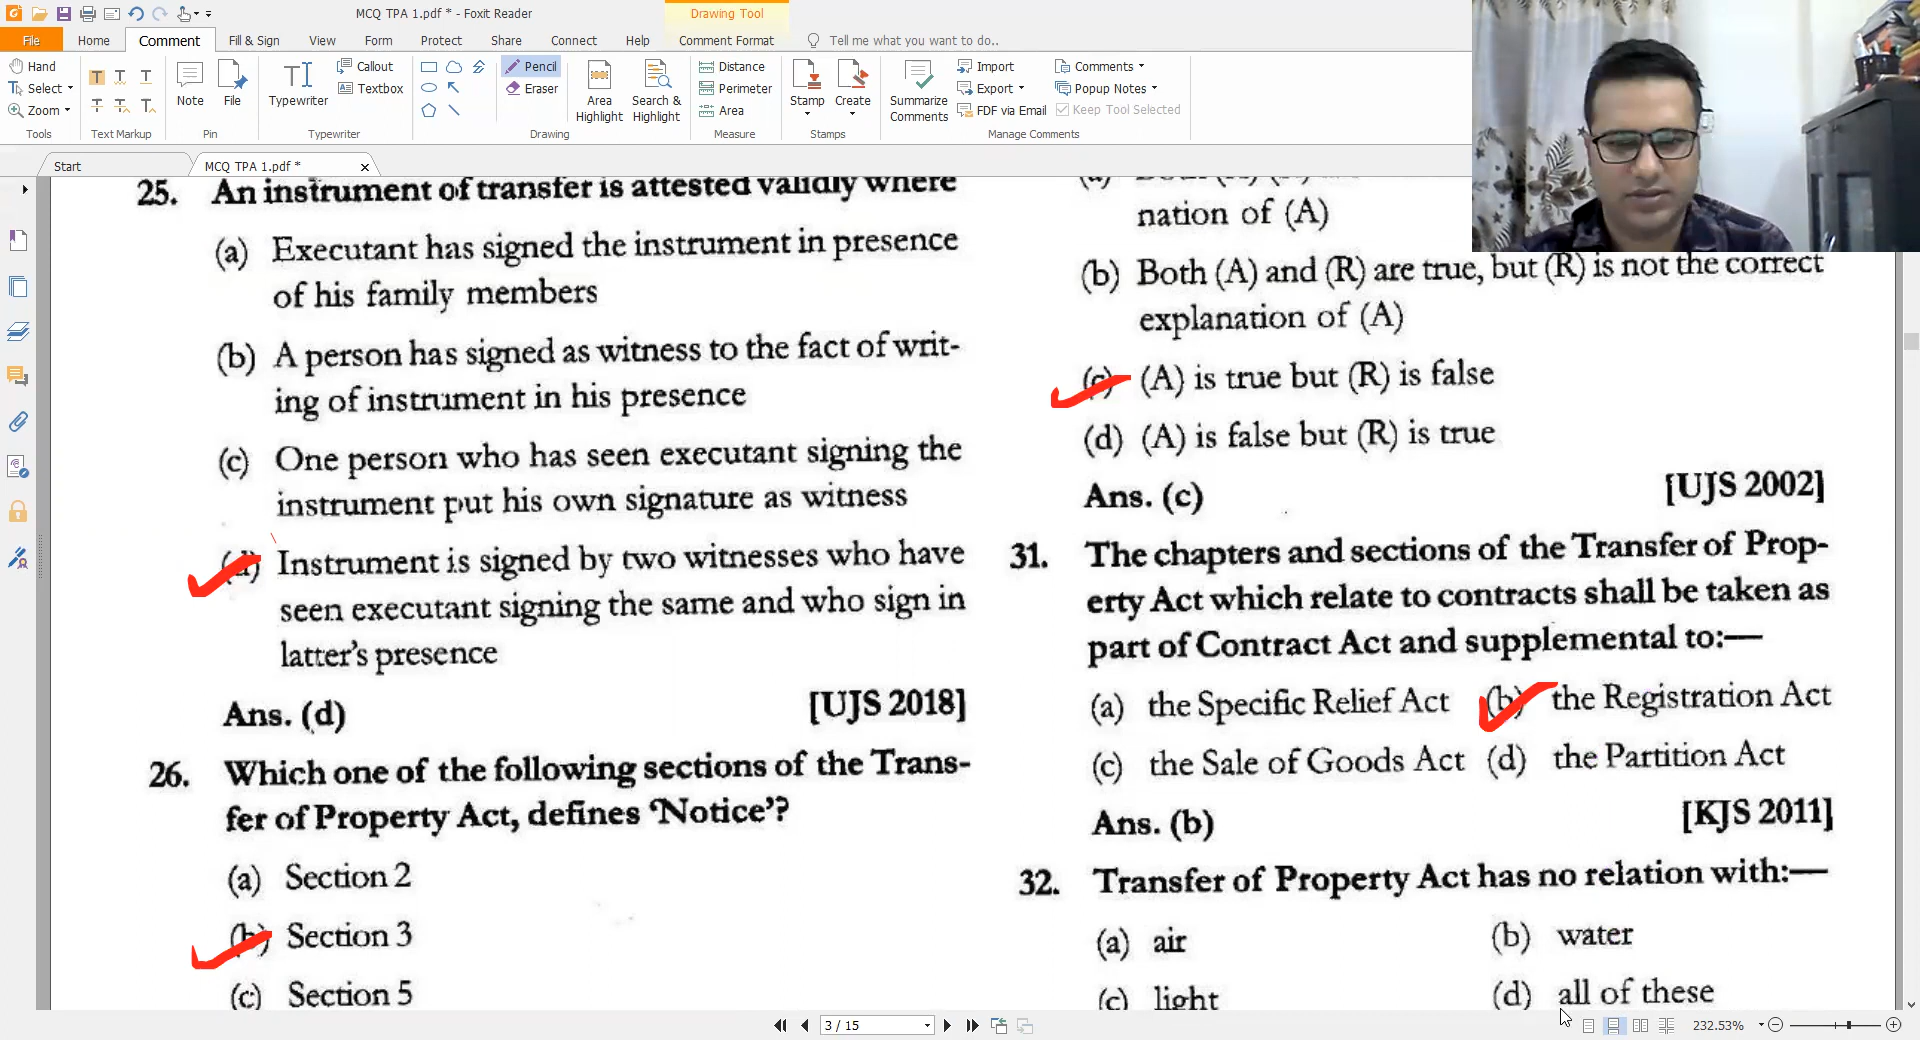 MCQ TPA 1.pdf * - Foxit Reader
Drawing Tool
File Home Comment Fill & Sign View Form Protect Share Connect Help Comment Format Tell me what you want to do..
Hand
Select
Zoom
Tools
Text Markup
Note
File
Pin
Typewriter
Callout
Textbox
Typewriter
Pencil
Eraser
Area
Highlight
Search &
Highlight
Drawing
Distance
Perimeter
Area
Measure
Stamp
Create
Stamps
Summarize
Comments
Import
Export
FDF via Email
Comments
Popup Notes
Keep Tool Selected
Manage Comments
Start
MCQ TPA 1.pdf *
25. An instrument of transfer is attested validly where
(a) Executant has signed the instrument in presence
of his family members
(b) A person has signed as witness to the fact of writ-
ing of instrument in his presence
(c) One person who has seen executant signing the
instrument put his own signature as witness
(d) Instrument is signed by two witnesses who have
seen executant signing the same and who sign in
latter's presence
Ans. (d) [UJS 2018]
26. Which one of the following sections of the Trans-
fer of Property Act, defines 'Notice'?
(a) Section 2
(b) Section 3
(c) Section 5
nation of (A)
(b) Both (A) and (R) are true, but (R) is not the correct
explanation of (A)
(c) (A) is true but (R) is false
(d) (A) is false but (R) is true
Ans. (c) [UJS 2002]
31. The chapters and sections of the Transfer of Prop-
erty Act which relate to contracts shall be taken as
part of Contract Act and supplemental to:—
(a) the Specific Relief Act (b) the Registration Act
(c) the Sale of Goods Act (d) the Partition Act
Ans. (b) [KJS 2011]
32. Transfer of Property Act has no relation with:—
(a) air (b) water
(c) light (d) all of these
3 / 15
232.53%